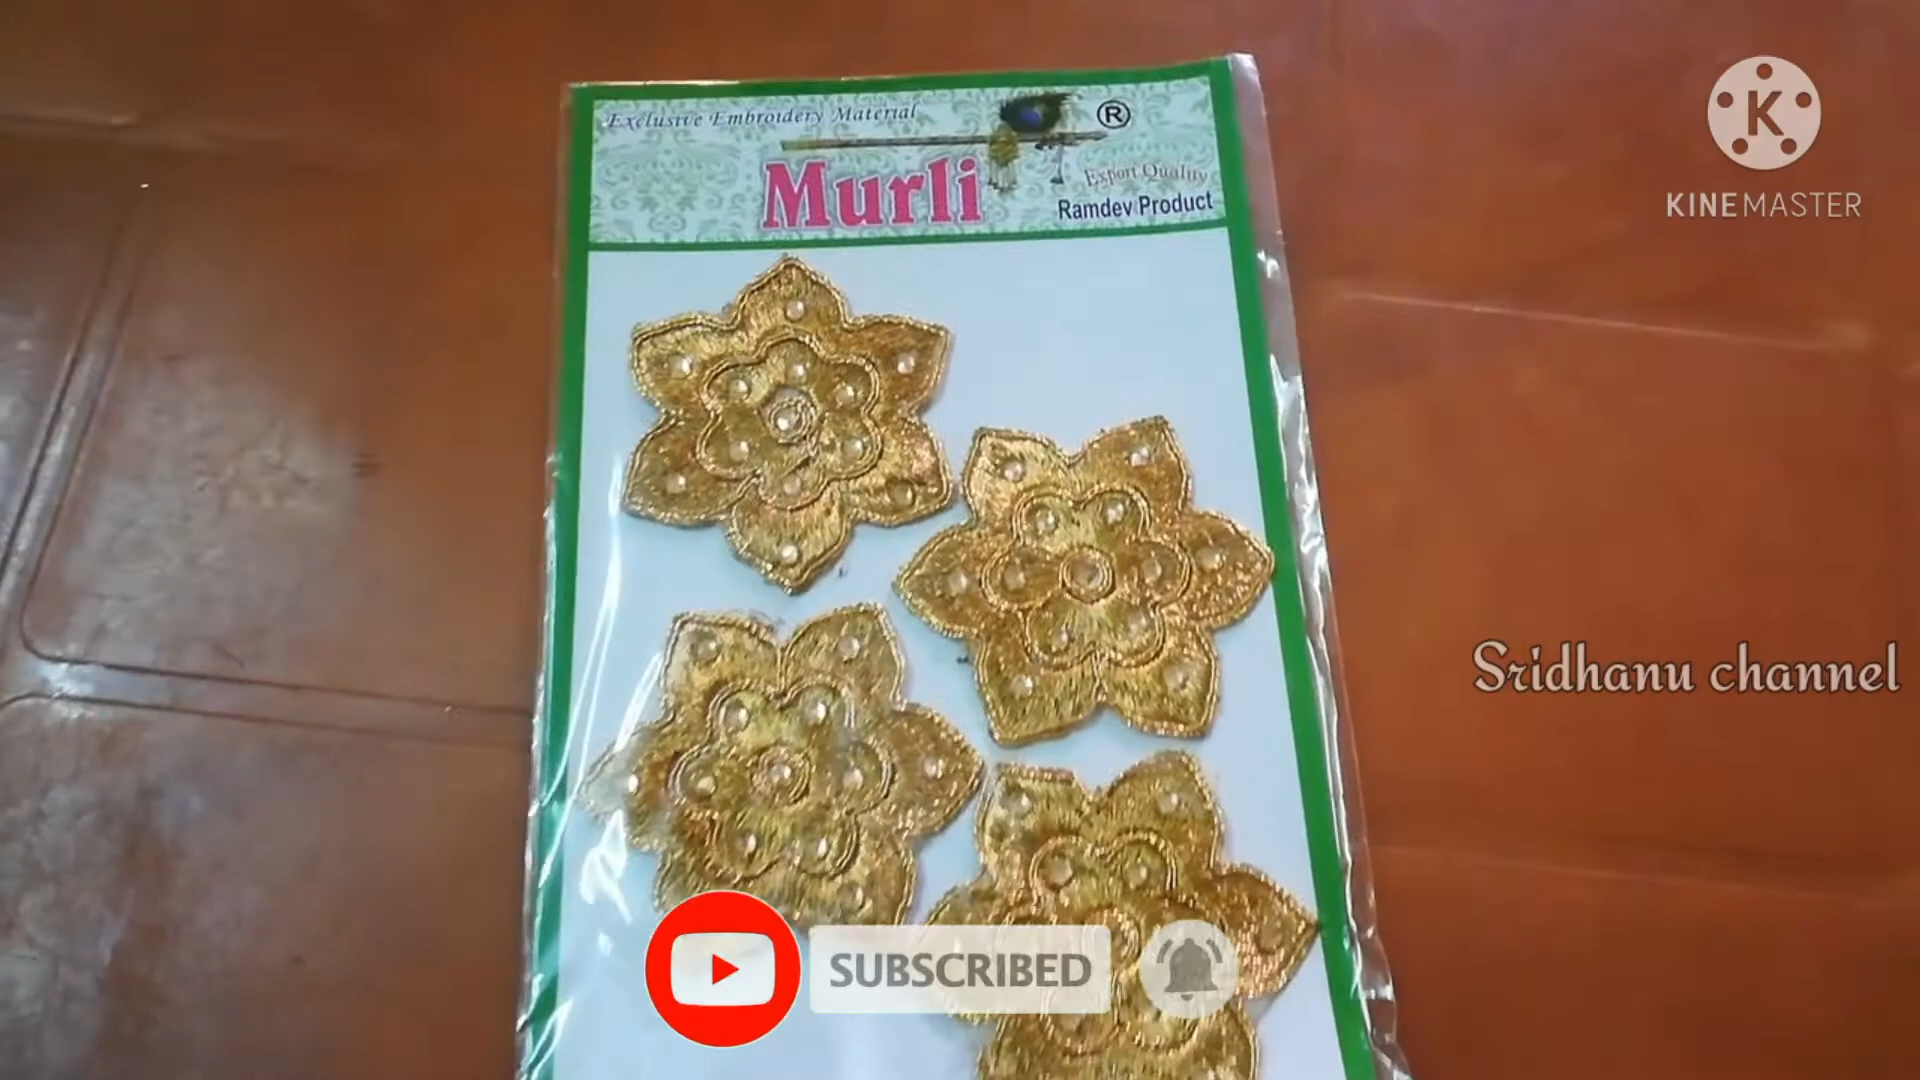 Exclusive Embroidery Material
®
Murli
Export Quality
Ramdev Product
K
KINEMASTER
Sridhanu channel
SUBSCRIBED